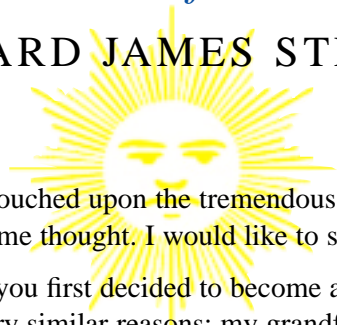 ARD JAMES ST
ouched upon the tremendous
me thought. I would like to s
you first decided to become a
ry similar reasons: my grandf